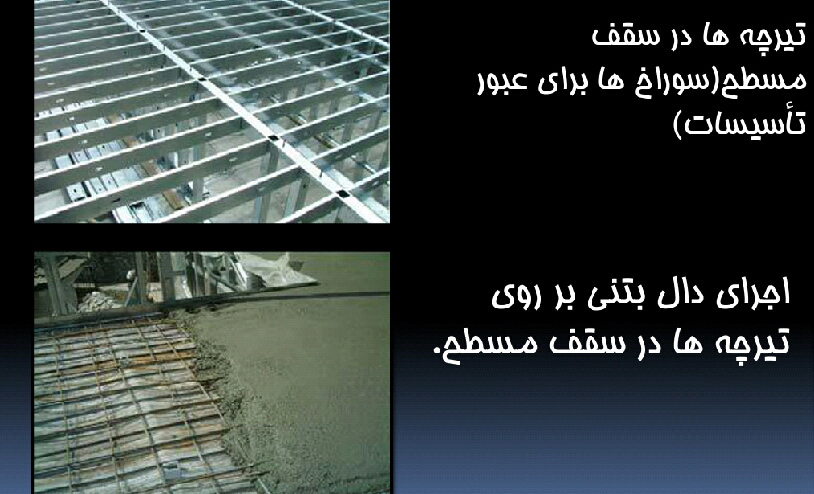 تیرچه ها در سقف
مسطح(سوراخ ها برای عبور
تأسیسات)
اجرای دال بتنی بر روی
تیرچه ها در سقف مسطح.